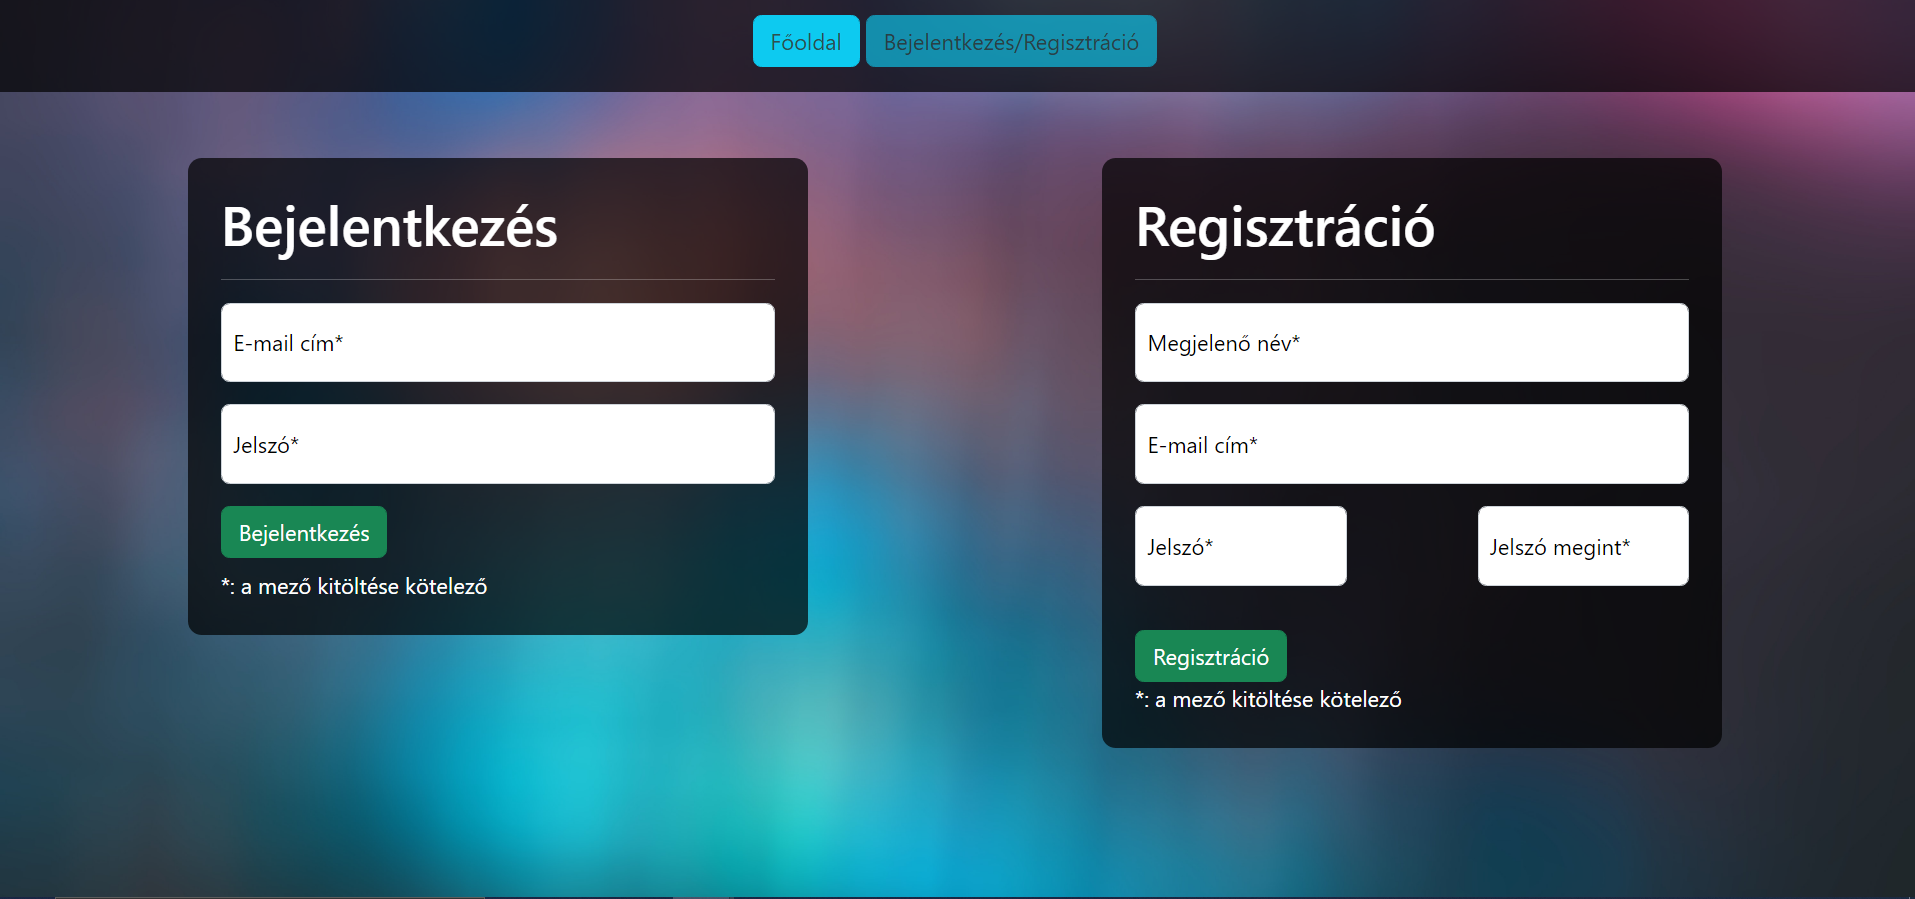 Főoldal Bejelentkezés/Regisztráció
Bejelentkezés
E-mail cím*
Jelszó*
Bejelentkezés
*: a mező kitöltése kötelező
Regisztráció
Megjelenő név*
E-mail cím*
Jelszó* Jelszó megint*
Regisztráció
*: a mező kitöltése kötelező